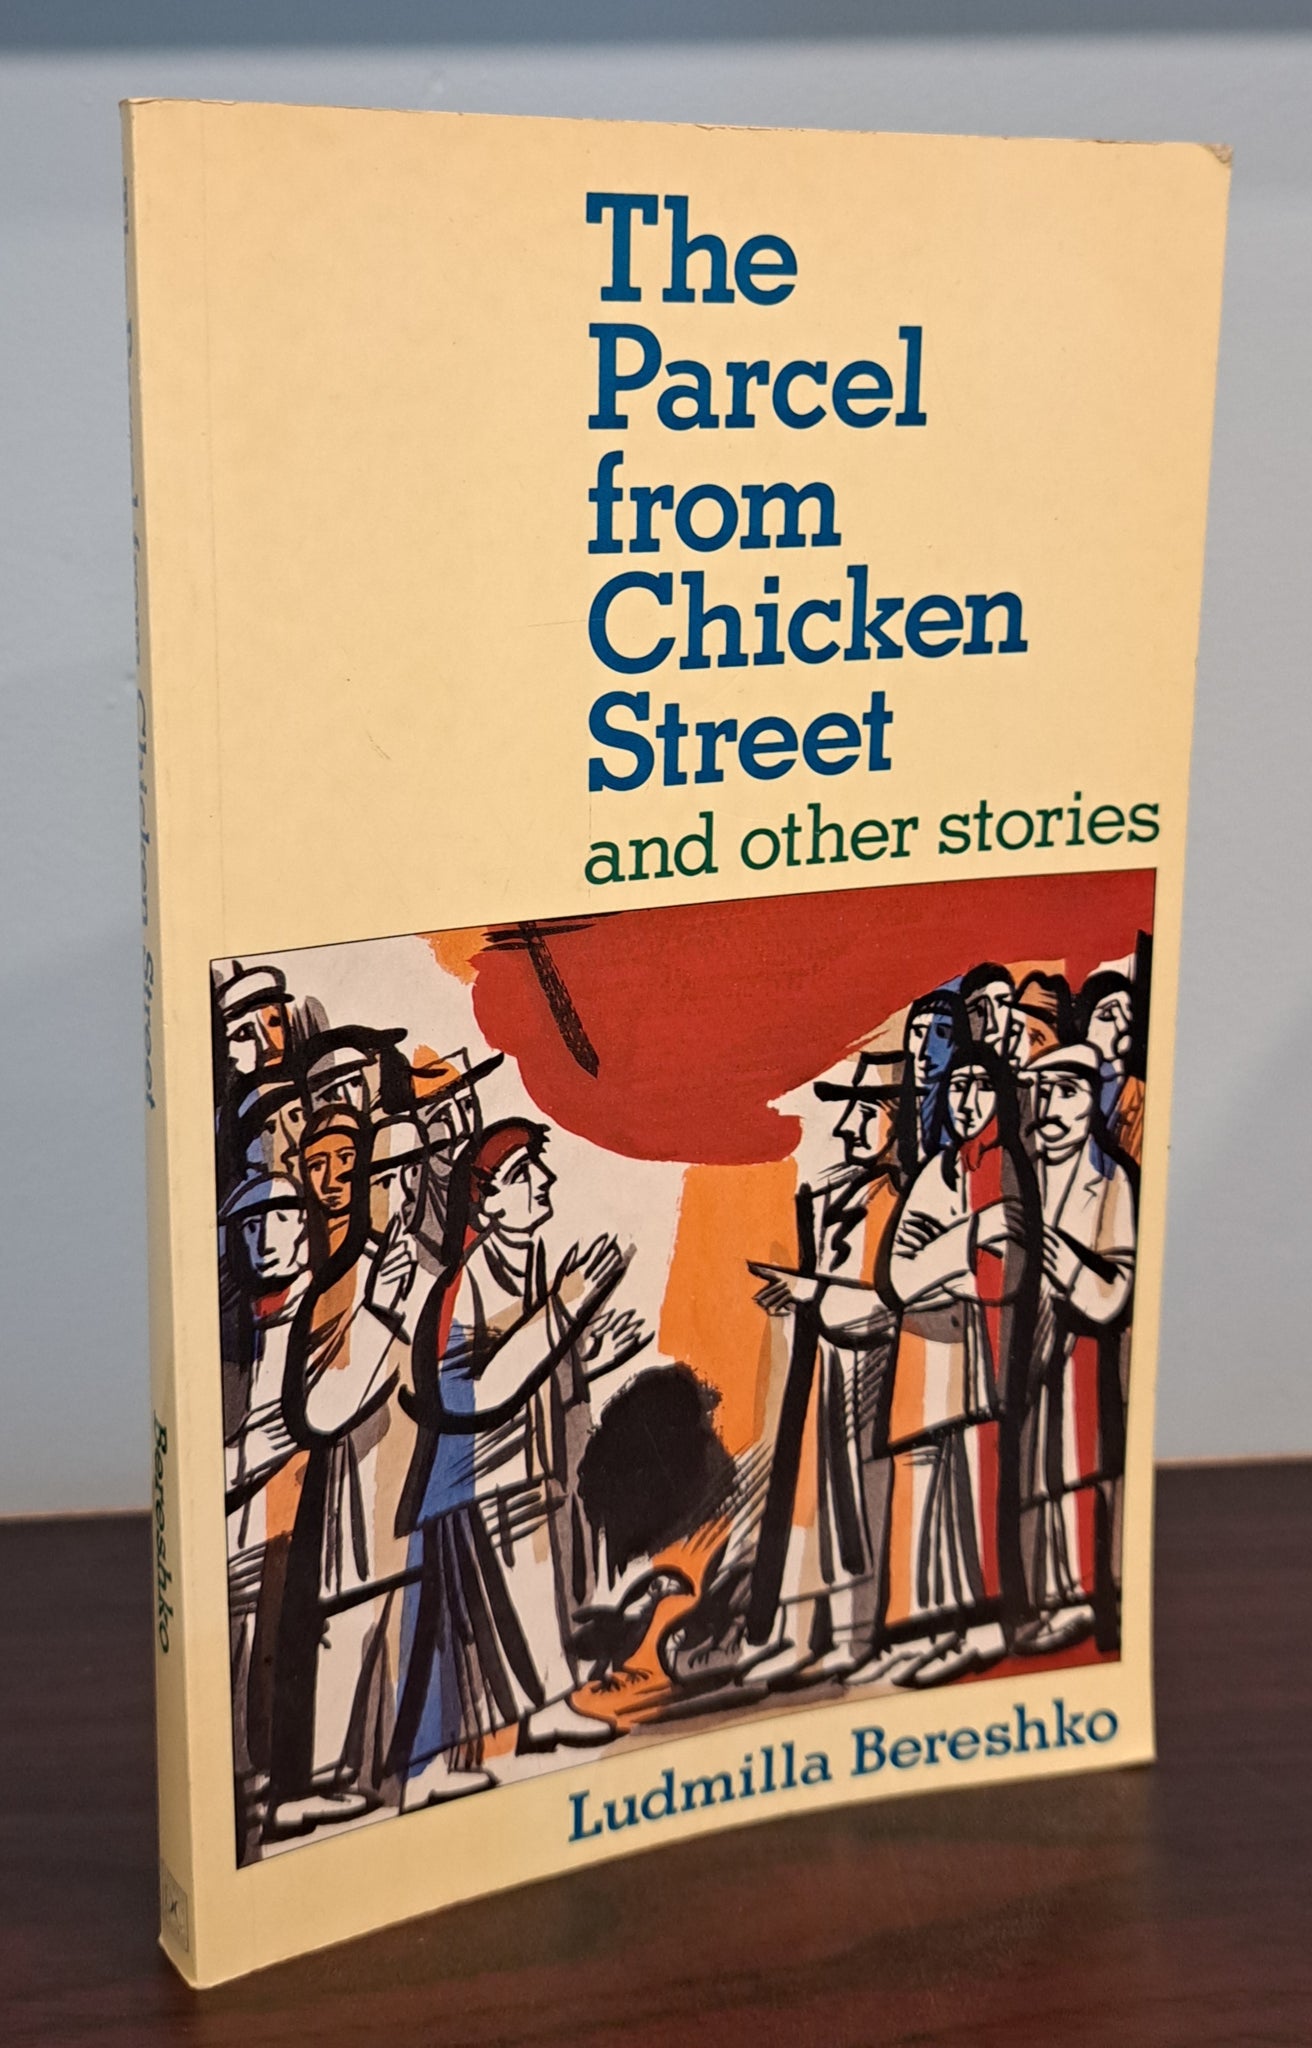 The
Parcel
from
Chicken
Street
and other stories
Ludmilla Bereshko
The Parcel from Chicken Street
Bereshko